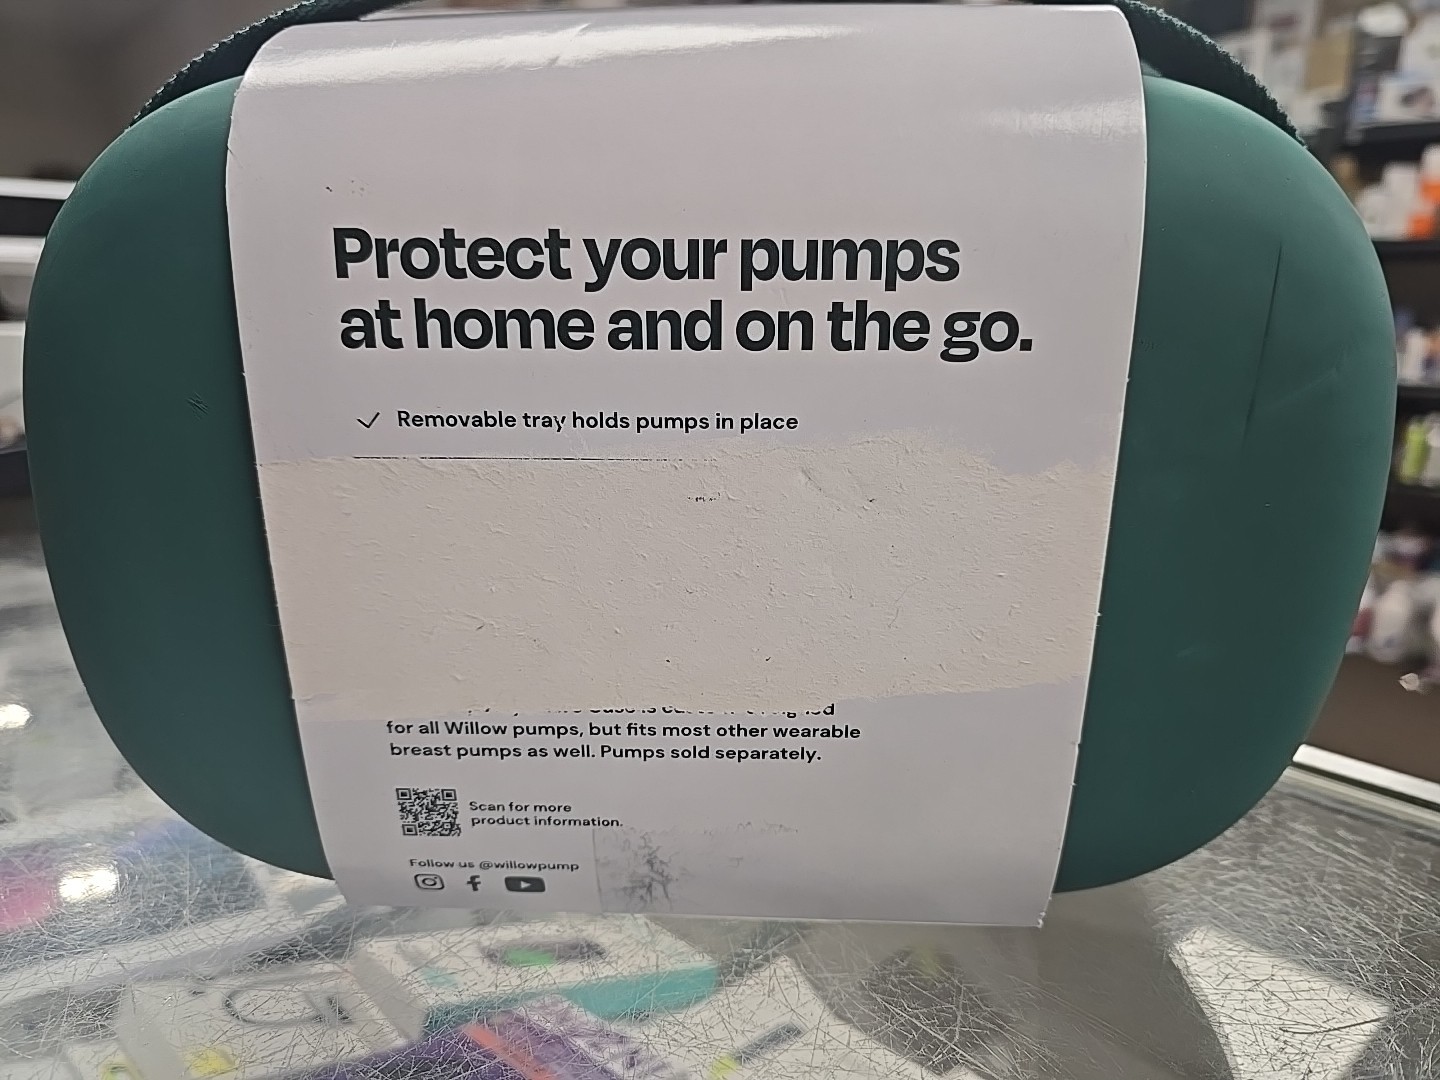 Protect your pumps
at home and on the go.
Removable tray holds pumps in place
for all Willow pumps, but fits most other wearable
breast pumps as well. Pumps sold separately.
Scan for more
product information.
Follow us @willowpump